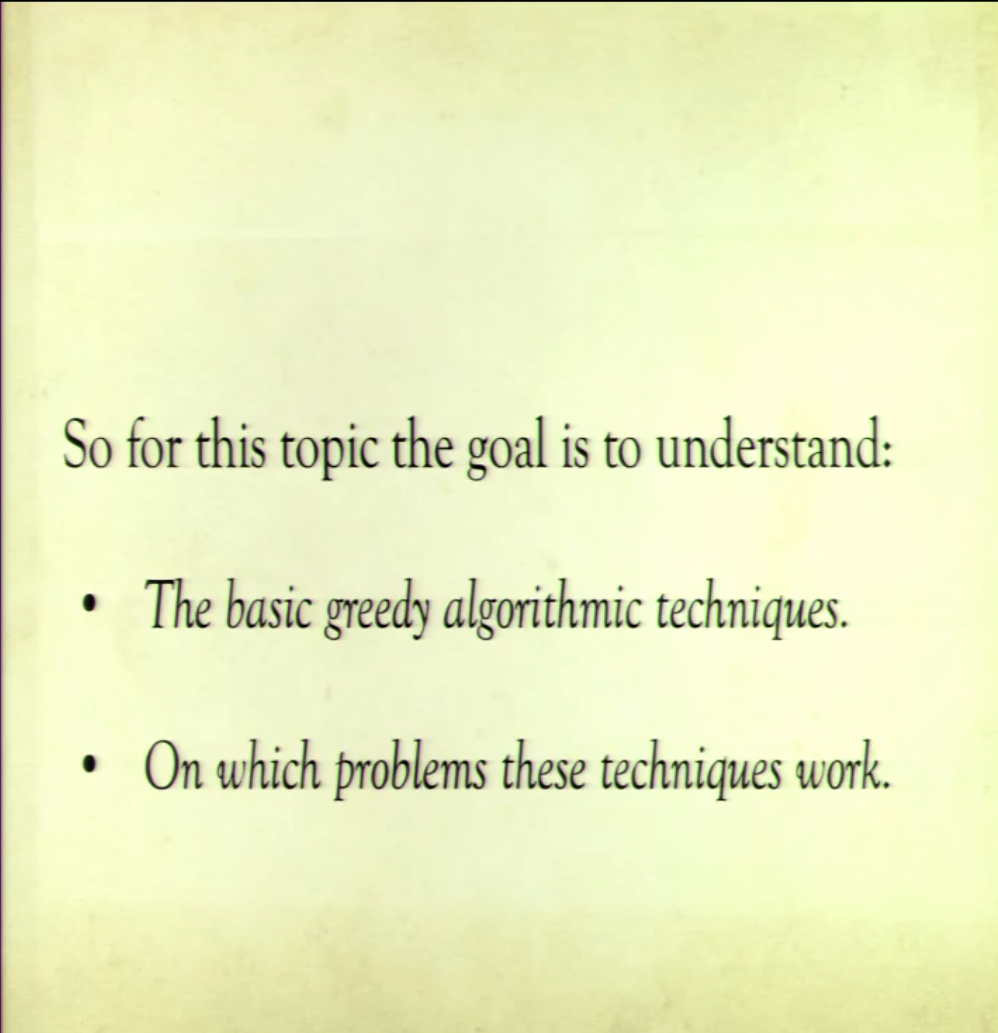 So for this topic the goal is to understand:
• The basic greedy algorithmic techniques.
• On which problems these techniques work.